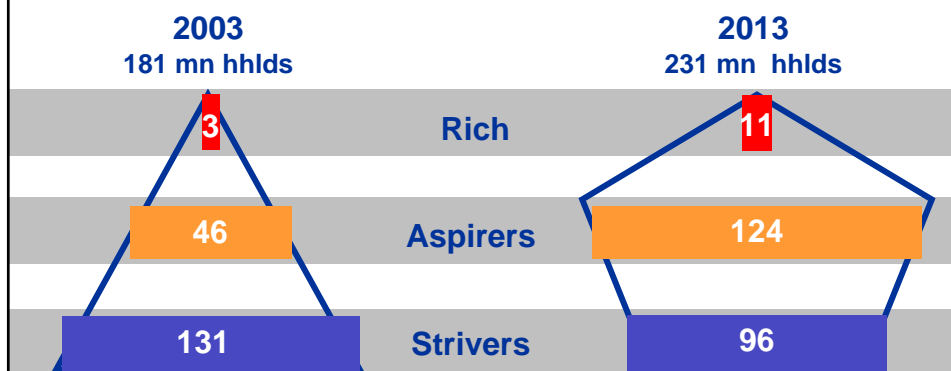 2003 2013
181 mn hhlds 231 mn hhlds
3 Rich 11
46 Aspirers 124
131 Strivers 96